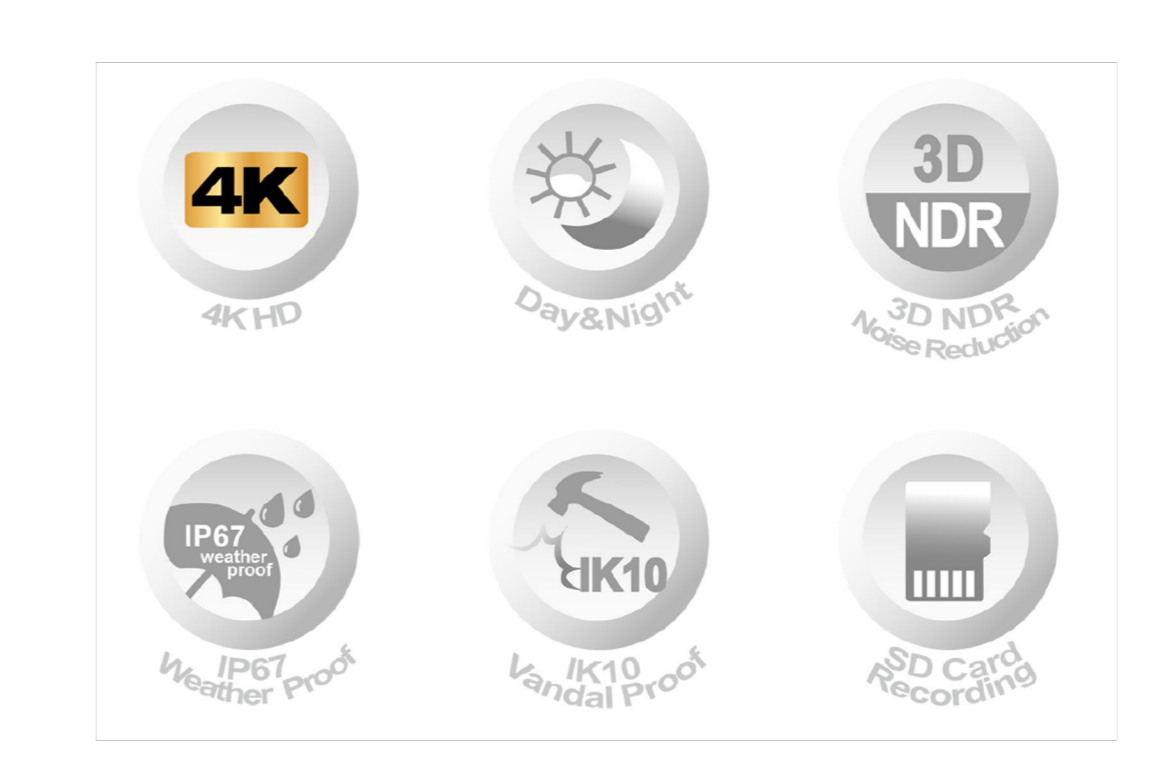 4K
4K HD
Day&Night
3D
NDR
3D NDR
Noise Reduction
IP67
weather
proof
IP67
Weather Proof
IK10
IK10
Vandal Proof
SD Card
Recording